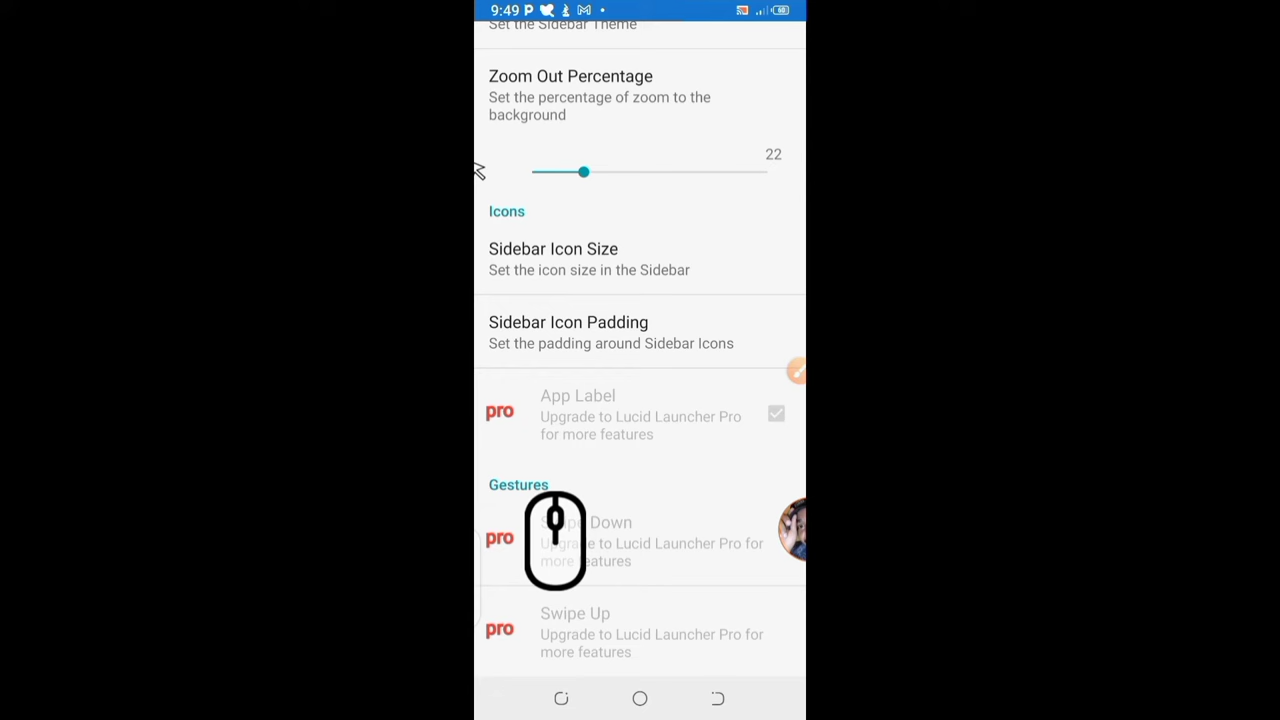 9:49
60
Set the Sidebar Theme
Zoom Out Percentage
Set the percentage of zoom to the
background
22
Icons
Sidebar Icon Size
Set the icon size in the Sidebar
Sidebar Icon Padding
Set the padding around Sidebar Icons
App Label
pro
Upgrade to Lucid Launcher Pro
for more features
Gestures
Swipe Down
pro
Upgrade to Lucid Launcher Pro for
more features
Swipe Up
pro
Upgrade to Lucid Launcher Pro for
more features